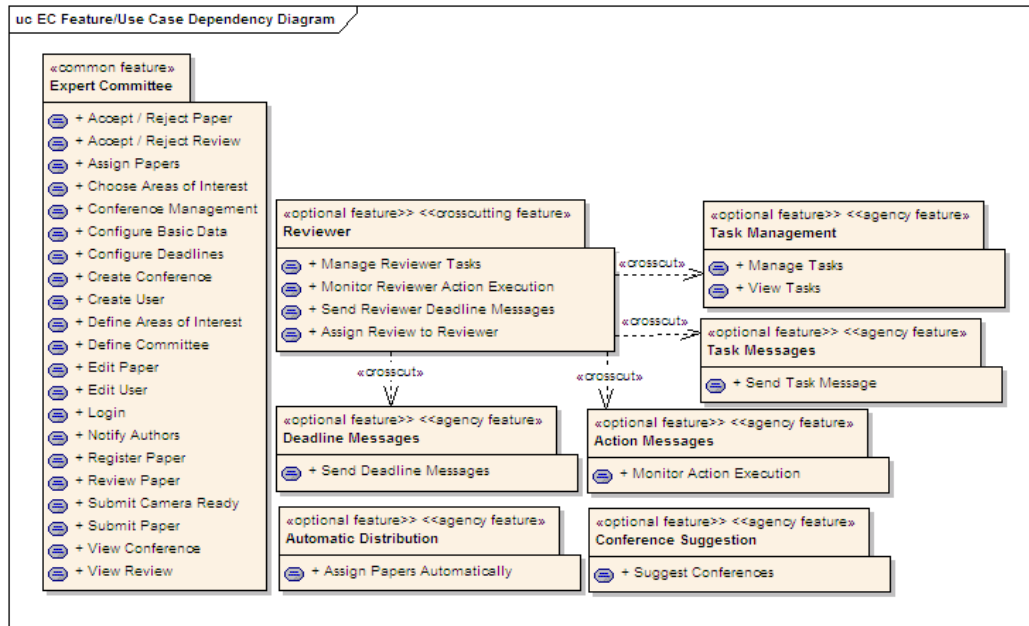 uc EC Feature/Use Case Dependency Diagram
«common feature»
Expert Committee
+ Accept / Reject Paper
+ Accept / Reject Review
+ Assign Papers
+ Choose Areas of Interest
+ Conference Management
+ Configure Basic Data
+ Configure Deadlines
+ Create Conference
+ Create User
+ Define Areas of Interest
+ Define Committee
+ Edit Paper
+ Edit User
+ Login
+ Notify Authors
+ Register Paper
+ Review Paper
+ Submit Camera Ready
+ Submit Paper
+ View Conference
+ View Review
«optional feature>> <<crosscutting feature»
Reviewer
+ Manage Reviewer Tasks
+ Monitor Reviewer Action Execution
+ Send Reviewer Deadline Messages
+ Assign Review to Reviewer
«crosscut»
«optional feature>> <<agency feature»
Task Management
+ Manage Tasks
+ View Tasks
«crosscut»
«optional feature>> <<agency feature»
Task Messages
+ Send Task Message
«crosscut»
«crosscut»
«optional feature>> <<agency feature»
Deadline Messages
+ Send Deadline Messages
«optional feature>> <<agency feature»
Action Messages
+ Monitor Action Execution
«optional feature>> <<agency feature»
Automatic Distribution
+ Assign Papers Automatically
«optional feature>> <<agency feature»
Conference Suggestion
+ Suggest Conferences